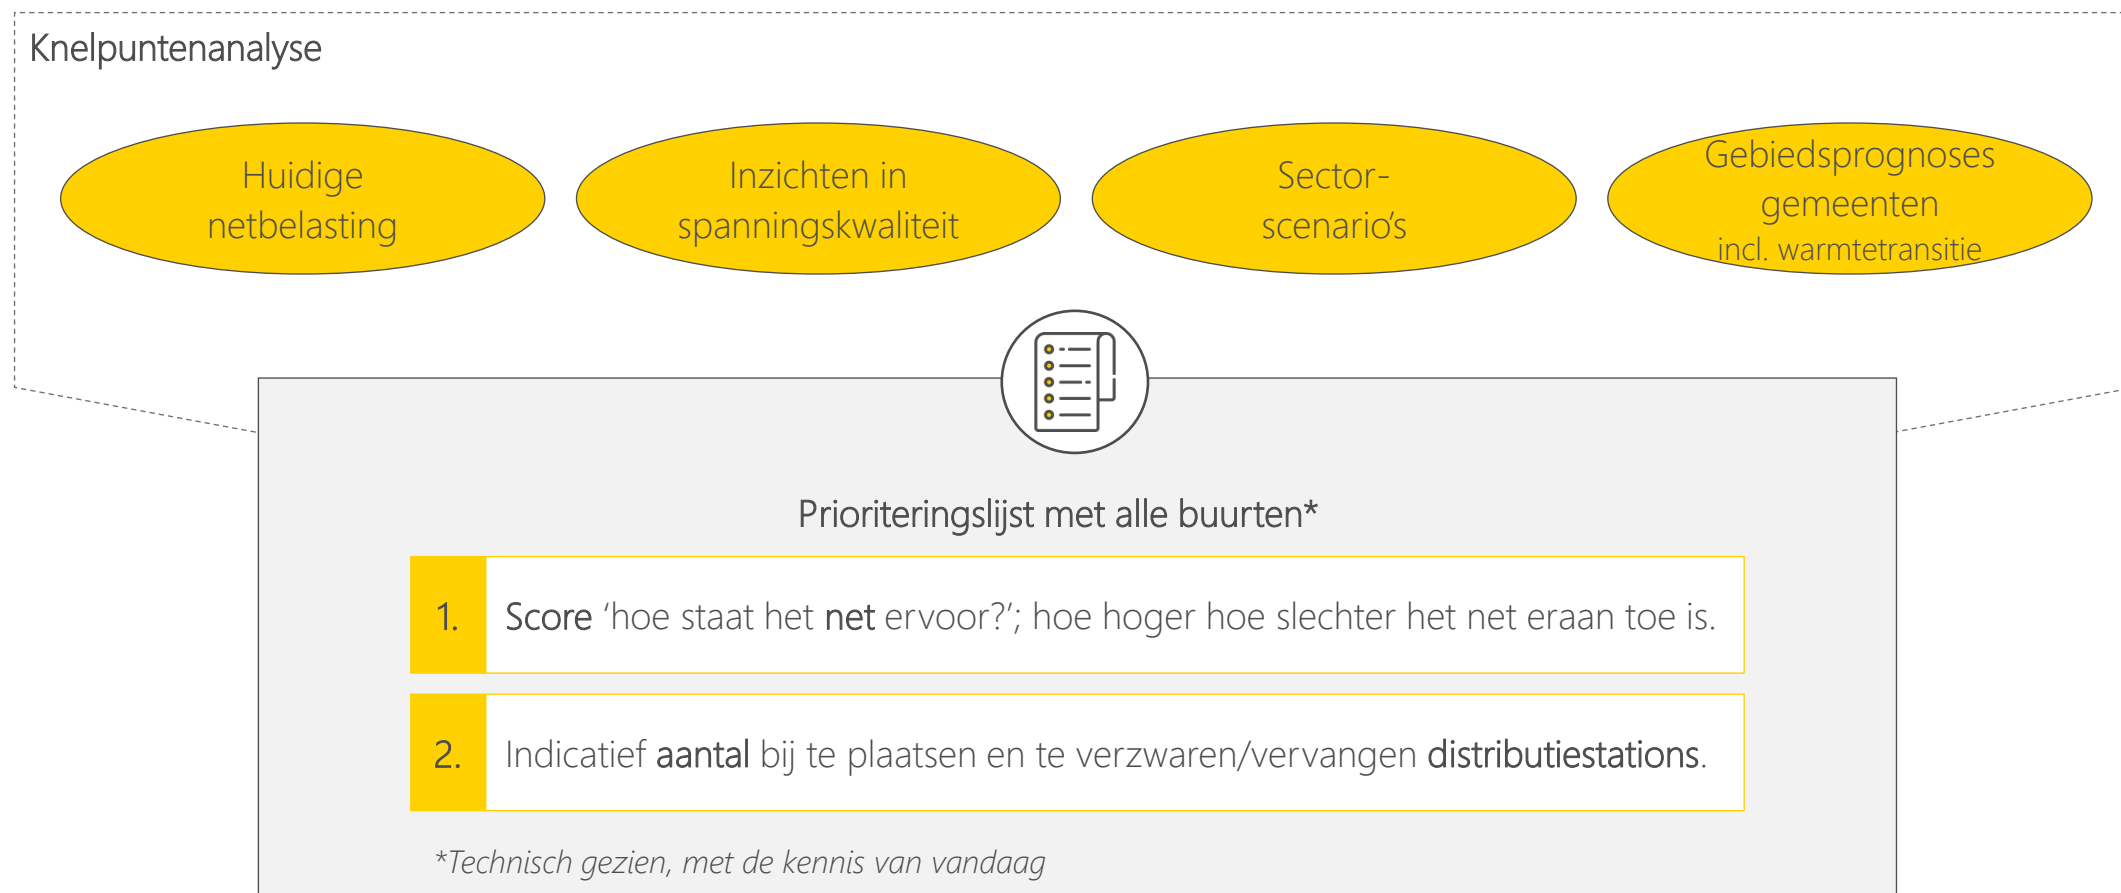 Knelpuntenanalyse
Huidige
netbelasting
Inzichten in
spanningskwaliteit
Sector-
scenario’s
Gebiedsprognoses
gemeenten
incl. warmtetransitie
Prioriteringslijst met alle buurten*
1. Score ‘hoe staat het net ervoor?’; hoe hoger hoe slechter het net eraan toe is.
2. Indicatief aantal bij te plaatsen en te verzwaren/vervangen distributiestations.
*Technisch gezien, met de kennis van vandaag